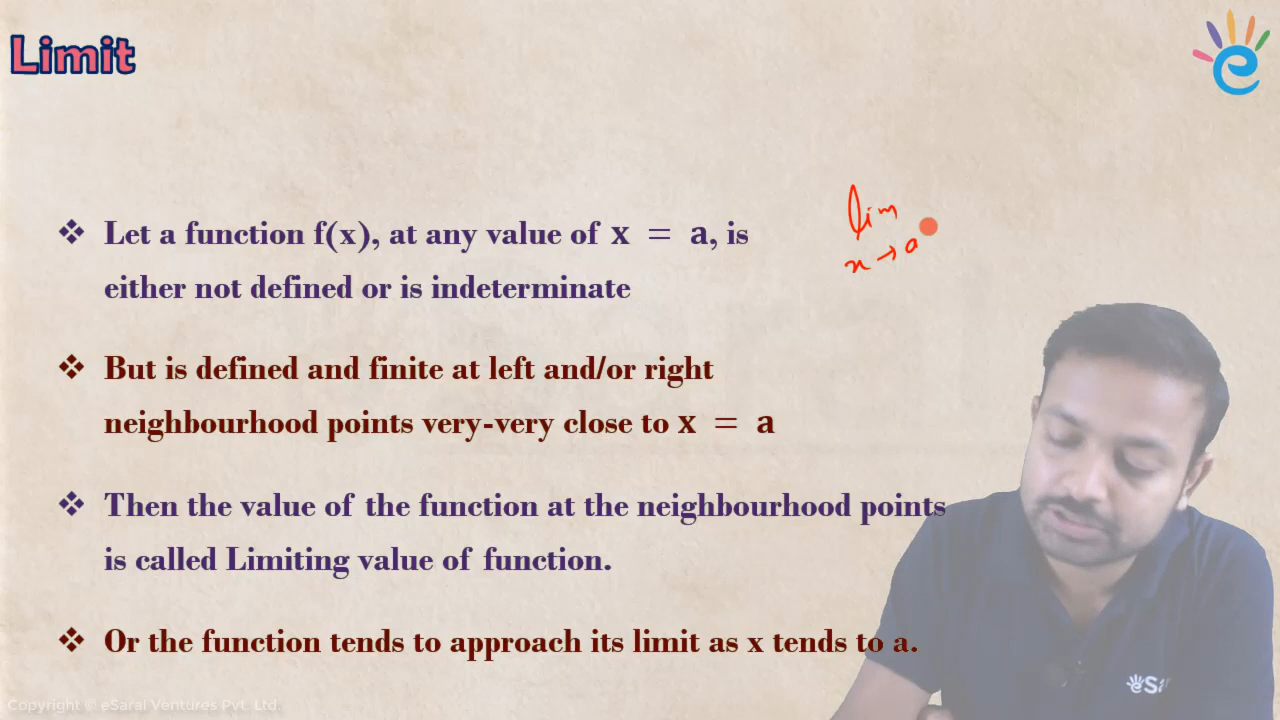 Limit
❖ Let a function f(x), at any value of x = a, is
either not defined or is indeterminate
lim
x → a
❖ But is defined and finite at left and/or right
neighbourhood points very-very close to x = a
❖ Then the value of the function at the neighbourhood points
is called Limiting value of function.
❖ Or the function tends to approach its limit as x tends to a.
Copyright © eSaral Ventures Pvt. Ltd.